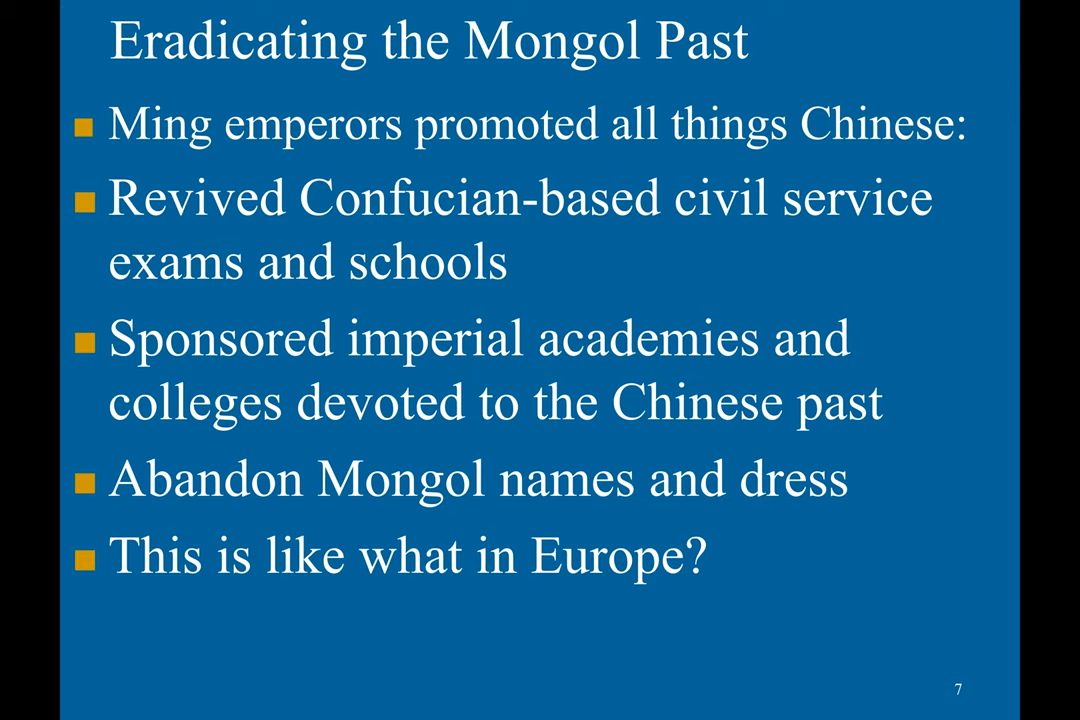 Eradicating the Mongol Past
Ming emperors promoted all things Chinese:
Revived Confucian-based civil service
exams and schools
Sponsored imperial academies and
colleges devoted to the Chinese past
Abandon Mongol names and dress
This is like what in Europe?
7